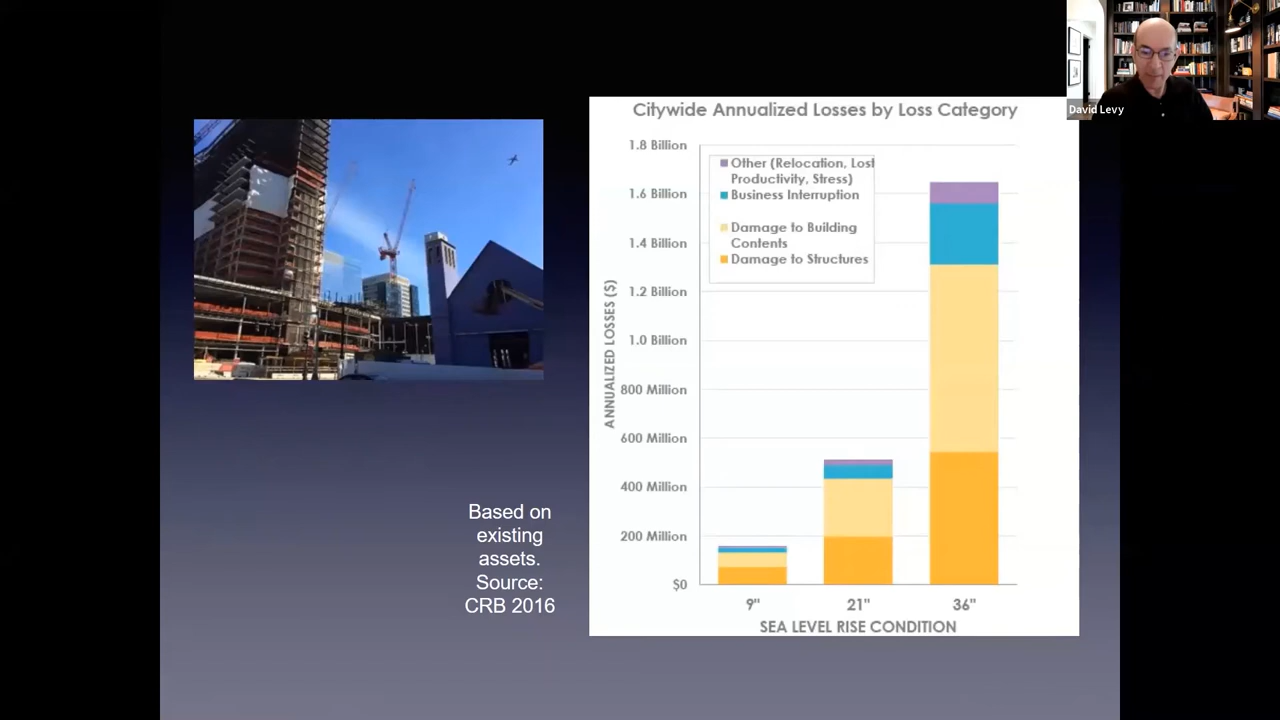 David Levy
Citywide Annualized Losses by Loss Category
1.8 Billion
1.6 Billion
1.4 Billion
1.2 Billion
1.0 Billion
800 Million
600 Million
400 Million
200 Million
$0
ANNUALIZED LOSSES ($)
Other (Relocation, Lost
Productivity, Stress)
Business Interruption
Damage to Building
Contents
Damage to Structures
9"
21"
36"
SEA LEVEL RISE CONDITION
Based on
existing
assets.
Source:
CRB 2016